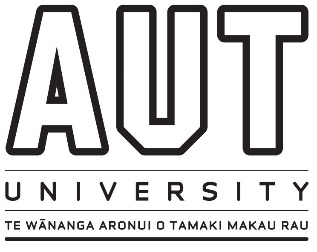 AUT
UNIVERSITY
TE WĀNANGA ARONUI O TAMAKI MAKAU RAU